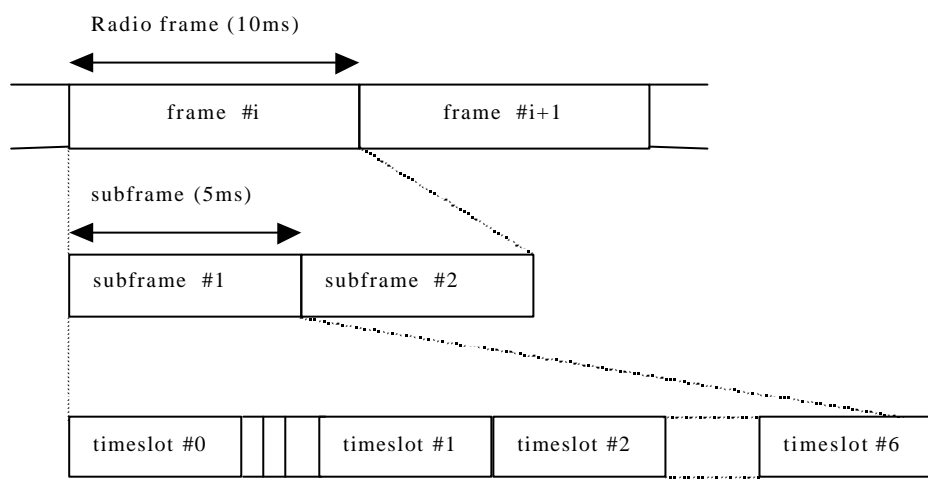 Radio frame (10ms)
frame #i
frame #i+1
subframe (5ms)
subframe #1
subframe #2
timeslot #0
timeslot #1
timeslot #2
timeslot #6